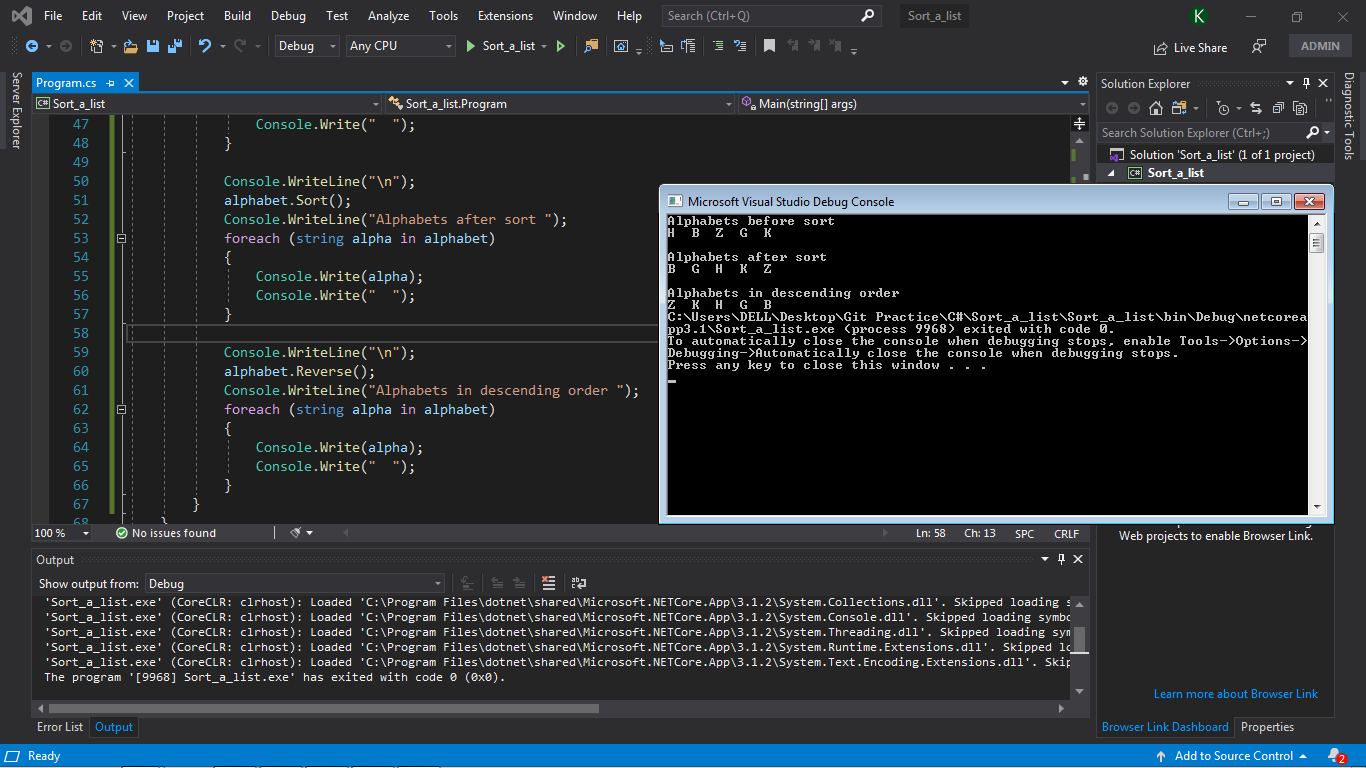 File Edit View Project Build Debug Test Analyze Tools Extensions Window Help Search (Ctrl+Q) Sort_a_list K
Debug Any CPU Sort_a_list Live Share ADMIN
Server Explorer
Program.cs
C# Sort_a_list Sort_a_list.Program Main(string[] args)
47 Console.Write("  ");
48 }
49
50 Console.WriteLine("\n");
51 alphabet.Sort();
52 Console.WriteLine("Alphabets after sort ");
53 foreach (string alpha in alphabet)
54 {
55 Console.Write(alpha);
56 Console.Write("  ");
57 }
58
59 Console.WriteLine("\n");
60 alphabet.Reverse();
61 Console.WriteLine("Alphabets in descending order ");
62 foreach (string alpha in alphabet)
63 {
64 Console.Write(alpha);
65 Console.Write("  ");
66 }
67 }
68 }
100 % No issues found Ln: 58 Ch: 13 SPC CRLF
Solution Explorer
Search Solution Explorer (Ctrl+;)
Solution 'Sort_a_list' (1 of 1 project)
C# Sort_a_list
Diagnostic Tools
Microsoft Visual Studio Debug Console
Alphabets before sort
H B Z G K
Alphabets after sort
B G H K Z
Alphabets in descending order
Z K H G B
C:\Users\DELL\Desktop\Git Practice\C#\Sort_a_list\Sort_a_list\bin\Debug\netcorea
pp3.1\Sort_a_list.exe (process 9968) exited with code 0.
To automatically close the console when debugging stops, enable Tools->Options->
Debugging->Automatically close the console when debugging stops.
Press any key to close this window . . .
Web projects to enable Browser Link.
Learn more about Browser Link
Browser Link Dashboard Properties
Output
Show output from: Debug
'Sort_a_list.exe' (CoreCLR: clrhost): Loaded 'C:\Program Files\dotnet\shared\Microsoft.NETCore.App\3.1.2\System.Collections.dll'. Skipped loading
'Sort_a_list.exe' (CoreCLR: clrhost): Loaded 'C:\Program Files\dotnet\shared\Microsoft.NETCore.App\3.1.2\System.Console.dll'. Skipped loading symbo
'Sort_a_list.exe' (CoreCLR: clrhost): Loaded 'C:\Program Files\dotnet\shared\Microsoft.NETCore.App\3.1.2\System.Threading.dll'. Skipped loading sym
'Sort_a_list.exe' (CoreCLR: clrhost): Loaded 'C:\Program Files\dotnet\shared\Microsoft.NETCore.App\3.1.2\System.Runtime.Extensions.dll'. Skipped lo
'Sort_a_list.exe' (CoreCLR: clrhost): Loaded 'C:\Program Files\dotnet\shared\Microsoft.NETCore.App\3.1.2\System.Text.Encoding.Extensions.dll'. Skip
The program '[9968] Sort_a_list.exe' has exited with code 0 (0x0).
Error List Output
Ready Add to Source Control 2